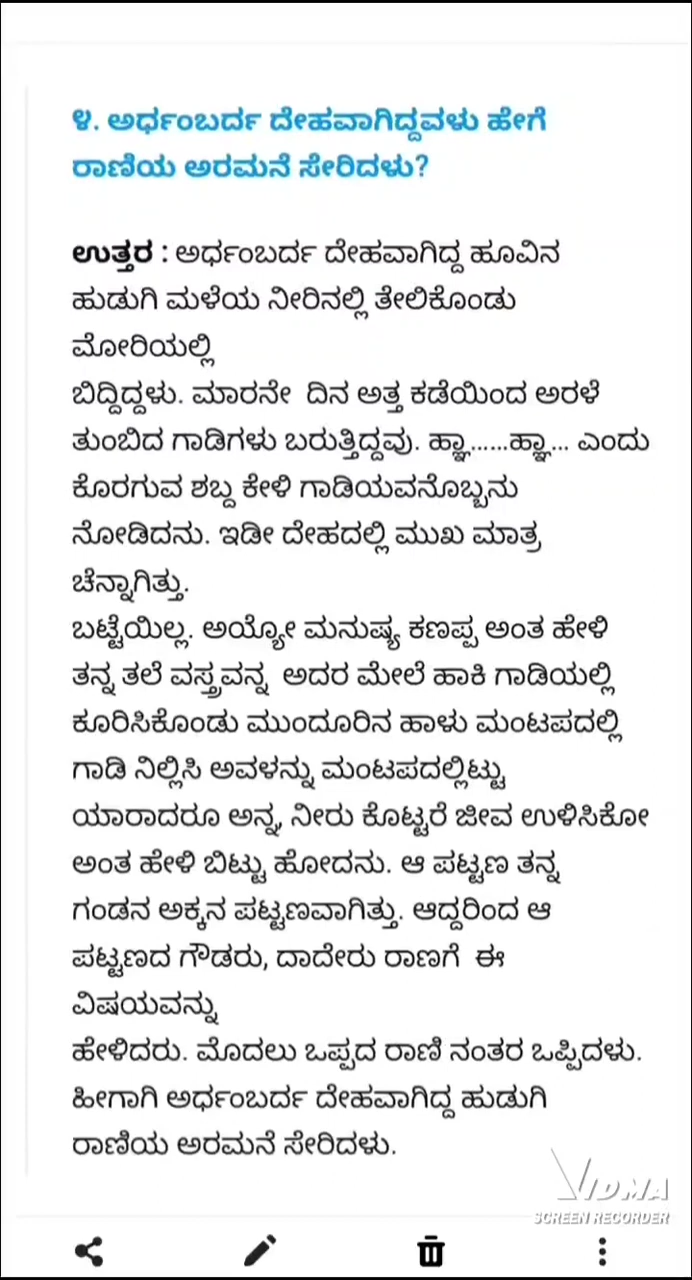 ೪. ಅರ್ಧಂಬರ್ದ ದೇಹವಾಗಿದ್ದವಳು ಹೇಗೆ
ರಾಣಿಯ ಅರಮನೆ ಸೇರಿದಳು?
ಉತ್ತರ : ಅರ್ಧಂಬರ್ದ ದೇಹವಾಗಿದ್ದ ಹೂವಿನ
ಹುಡುಗಿ ಮಳೆಯ ನೀರಿನಲ್ಲಿ ತೇಲಿಕೊಂಡು
ಮೋರಿಯಲ್ಲಿ
ಬಿದ್ದಿದ್ದಳು. ಮಾರನೇ ದಿನ ಅತ್ತ ಕಡೆಯಿಂದ ಅರಳೆ
ತುಂಬಿದ ಗಾಡಿಗಳು ಬರುತ್ತಿದ್ದವು. ಹ್ಞಾ......ಹ್ಞಾ... ಎಂದು
ಕೊರಗುವ ಶಬ್ದ ಕೇಳಿ ಗಾಡಿಯವನೊಬ್ಬನು
ನೋಡಿದನು. ಇಡೀ ದೇಹದಲ್ಲಿ ಮುಖ ಮಾತ್ರ
ಚೆನ್ನಾಗಿತ್ತು.
ಬಟ್ಟೆಯಿಲ್ಲ. ಅಯ್ಯೋ ಮನುಷ್ಯ ಕಣಪ್ಪ ಅಂತ ಹೇಳಿ
ತನ್ನ ತಲೆ ವಸ್ತ್ರವನ್ನ ಅದರ ಮೇಲೆ ಹಾಕಿ ಗಾಡಿಯಲ್ಲಿ
ಕೂರಿಸಿಕೊಂಡು ಮುಂದೂರಿನ ಹಾಳು ಮಂಟಪದಲ್ಲಿ
ಗಾಡಿ ನಿಲ್ಲಿಸಿ ಅವಳನ್ನು ಮಂಟಪದಲ್ಲಿಟ್ಟು
ಯಾರಾದರೂ ಅನ್ನ, ನೀರು ಕೊಟ್ಟರೆ ಜೀವ ಉಳಿಸಿಕೋ
ಅಂತ ಹೇಳಿ ಬಿಟ್ಟು ಹೋದನು. ಆ ಪಟ್ಟಣ ತನ್ನ
ಗಂಡನ ಅಕ್ಕನ ಪಟ್ಟಣವಾಗಿತ್ತು. ಆದ್ದರಿಂದ ಆ
ಪಟ್ಟಣದ ಗೌಡರು, ದಾದೇರು ರಾಣಗೆ ಈ
ವಿಷಯವನ್ನು
ಹೇಳಿದರು. ಮೊದಲು ಒಪ್ಪದ ರಾಣಿ ನಂತರ ಒಪ್ಪಿದಳು.
ಹೀಗಾಗಿ ಅರ್ಧಂಬರ್ದ ದೇಹವಾಗಿದ್ದ ಹುಡುಗಿ
ರಾಣಿಯ ಅರಮನೆ ಸೇರಿದಳು.
VIDMA
SCREEN RECORDER